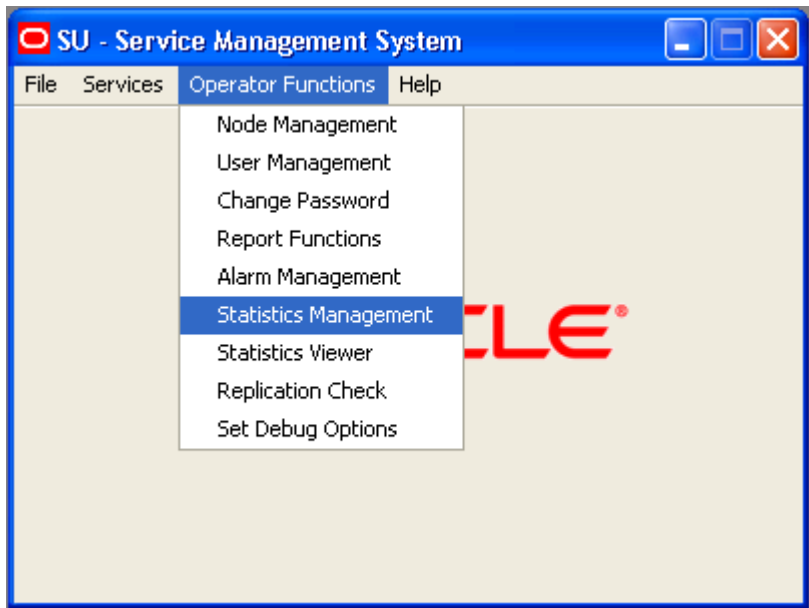 SU - Service Management System
File Services Operator Functions Help
Node Management
User Management
Change Password
Report Functions
Alarm Management
Statistics Management
CLE®
Statistics Viewer
Replication Check
Set Debug Options